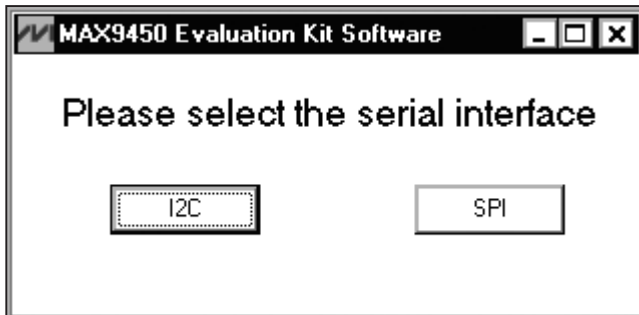 MAX9450 Evaluation Kit Software
Please select the serial interface
I2C SPI